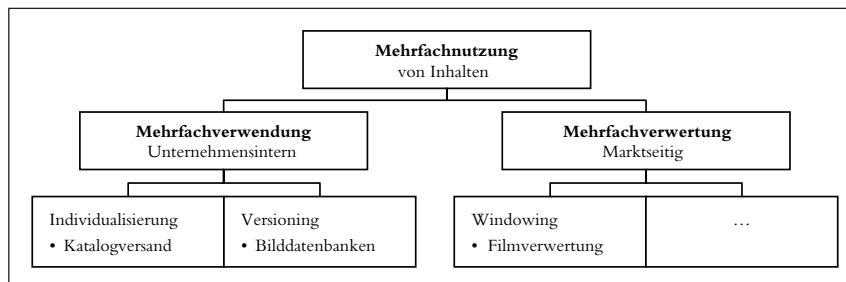 Mehrfachnutzung
von Inhalten
Mehrfachverwendung
Unternehmensintern
Mehrfachverwertung
Marktseitig
Individualisierung
• Katalogversand
Versioning
• Bilddatenbanken
Windowing
• Filmverwertung
…